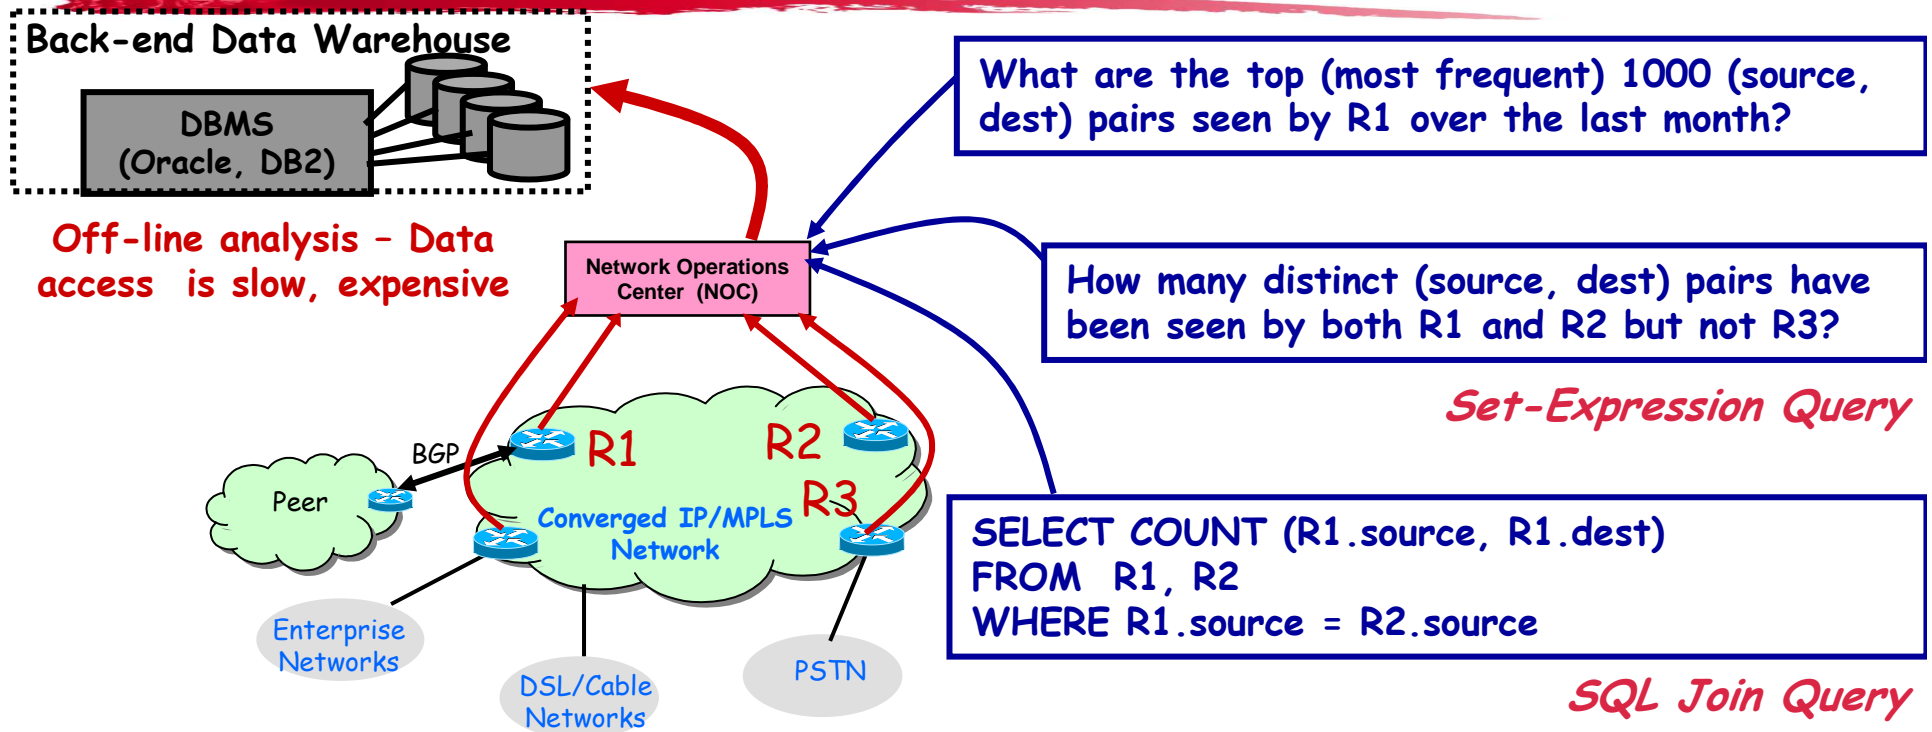 Back-end Data Warehouse
DBMS
(Oracle, DB2)
Off-line analysis – Data
access is slow, expensive
What are the top (most frequent) 1000 (source,
dest) pairs seen by R1 over the last month?
Network Operations
Center (NOC)
How many distinct (source, dest) pairs have
been seen by both R1 and R2 but not R3?
Set-Expression Query
BGP
R1
R2
Peer
R3
Converged IP/MPLS
Network
SELECT COUNT (R1.source, R1.dest)
FROM R1, R2
WHERE R1.source = R2.source
SQL Join Query
Enterprise
Networks
DSL/Cable
Networks
PSTN